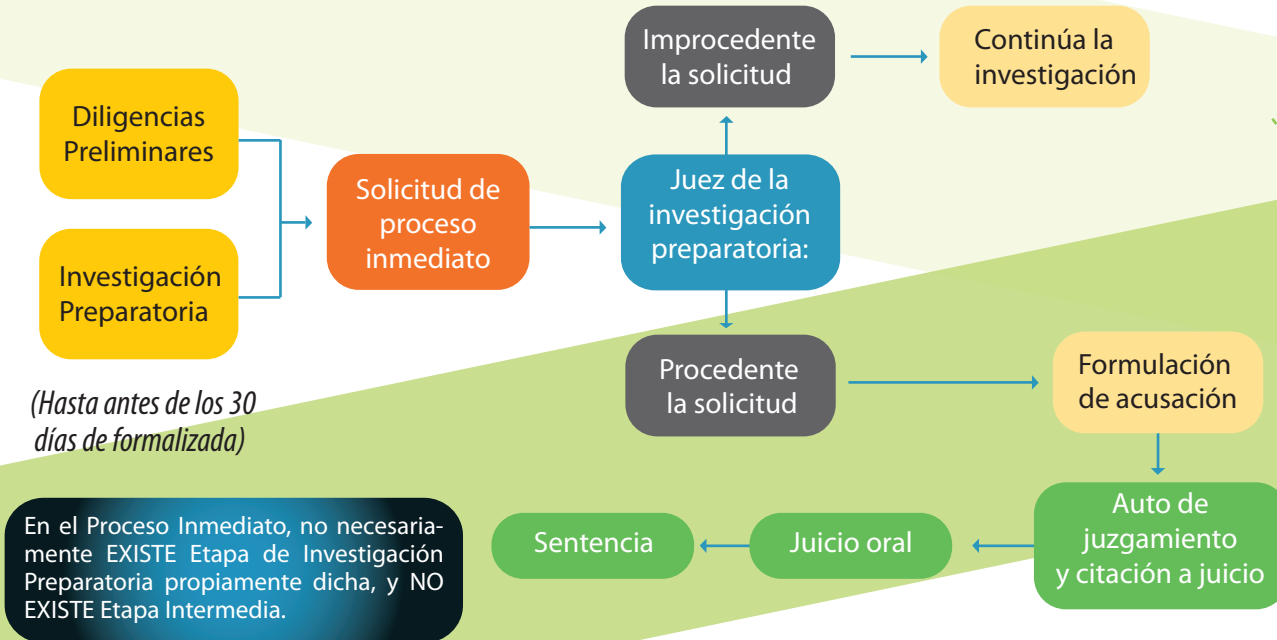 Diligencias
Preliminares
Investigación
Preparatoria
(Hasta antes de los 30
días de formalizada)
Solicitud de
proceso
inmediato
Juez de la
investigación
preparatoria:
Improcedente
la solicitud
Continúa la
investigación
Procedente
la solicitud
Formulación
de acusación
Auto de
juzgamiento
y citación a juicio
Juicio oral
Sentencia
En el Proceso Inmediato, no necesaria-
mente EXISTE Etapa de Investigación
Preparatoria propiamente dicha, y NO
EXISTE Etapa Intermedia.